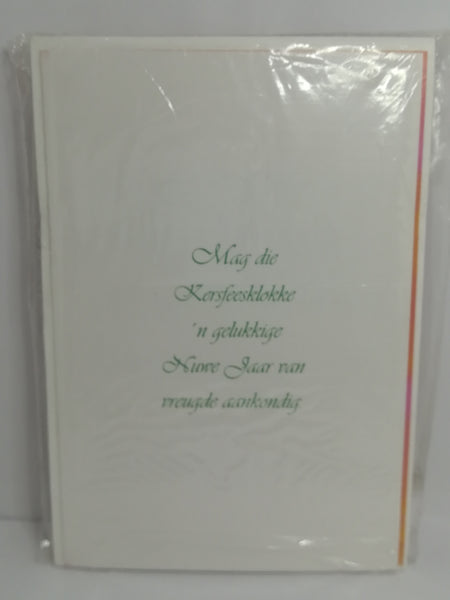 Mag die
Kersfeesklokke
´n gelukkige
Nuwe Jaar van
vreugde aankondig